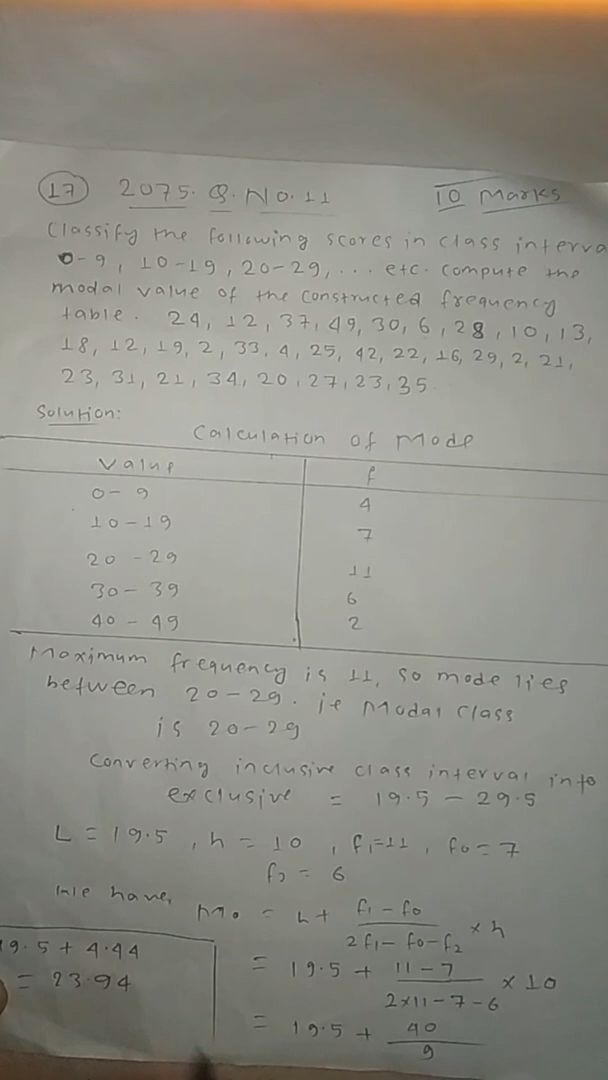 17 2075. Q. No. 11 10 Marks
Classify the following scores in class interva
0-9, 10-19, 20-29, ... etc. compute the
modal value of the constructed frequency
table. 24, 12, 37, 49, 30, 6, 28, 10, 13,
18, 12, 19, 2, 33, 4, 25, 42, 22, 16, 29, 2, 21,
23, 31, 21, 34, 20, 27, 23, 35
Solution:
Calculation of Mode
Value f
0-9 4
10-19 7
20-29 11
30-39 6
40-49 2
Maximum frequency is 11, so mode lies
between 20-29. ie Modal class
is 20-29
Converting inclusive class interval into
exclusive = 19.5 - 29.5
L = 19.5, h = 10, f1=11, f0=7
f2 = 6
We have, Mo = L+ f1-f0 / 2f1-f0-f2 × h
= 19.5 + 11-7 / 2×11-7-6 × 10
= 19.5 + 40 / 9
19.5 + 4.44
= 23.94